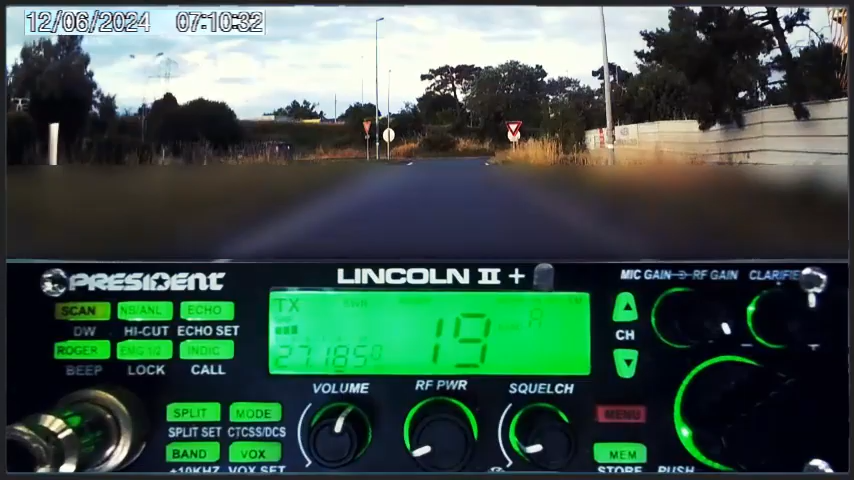 12/06/2024 07:10:32
PRESIDENT
LINCOLN II +
MIC GAIN RF GAIN CLARIFIE
SCAN NB/ANL ECHO
DW HI-CUT ECHO SET
ROGER EMG 1/2 INDIC
BEEP LOCK CALL
TX
19 A
27.1850
CH
VOLUME RF PWR SQUELCH
SPLIT MODE
SPLIT SET CTCSS/DCS
BAND VOX
+10KHZ VOX SET
MENU
MEM
STORE PUSH